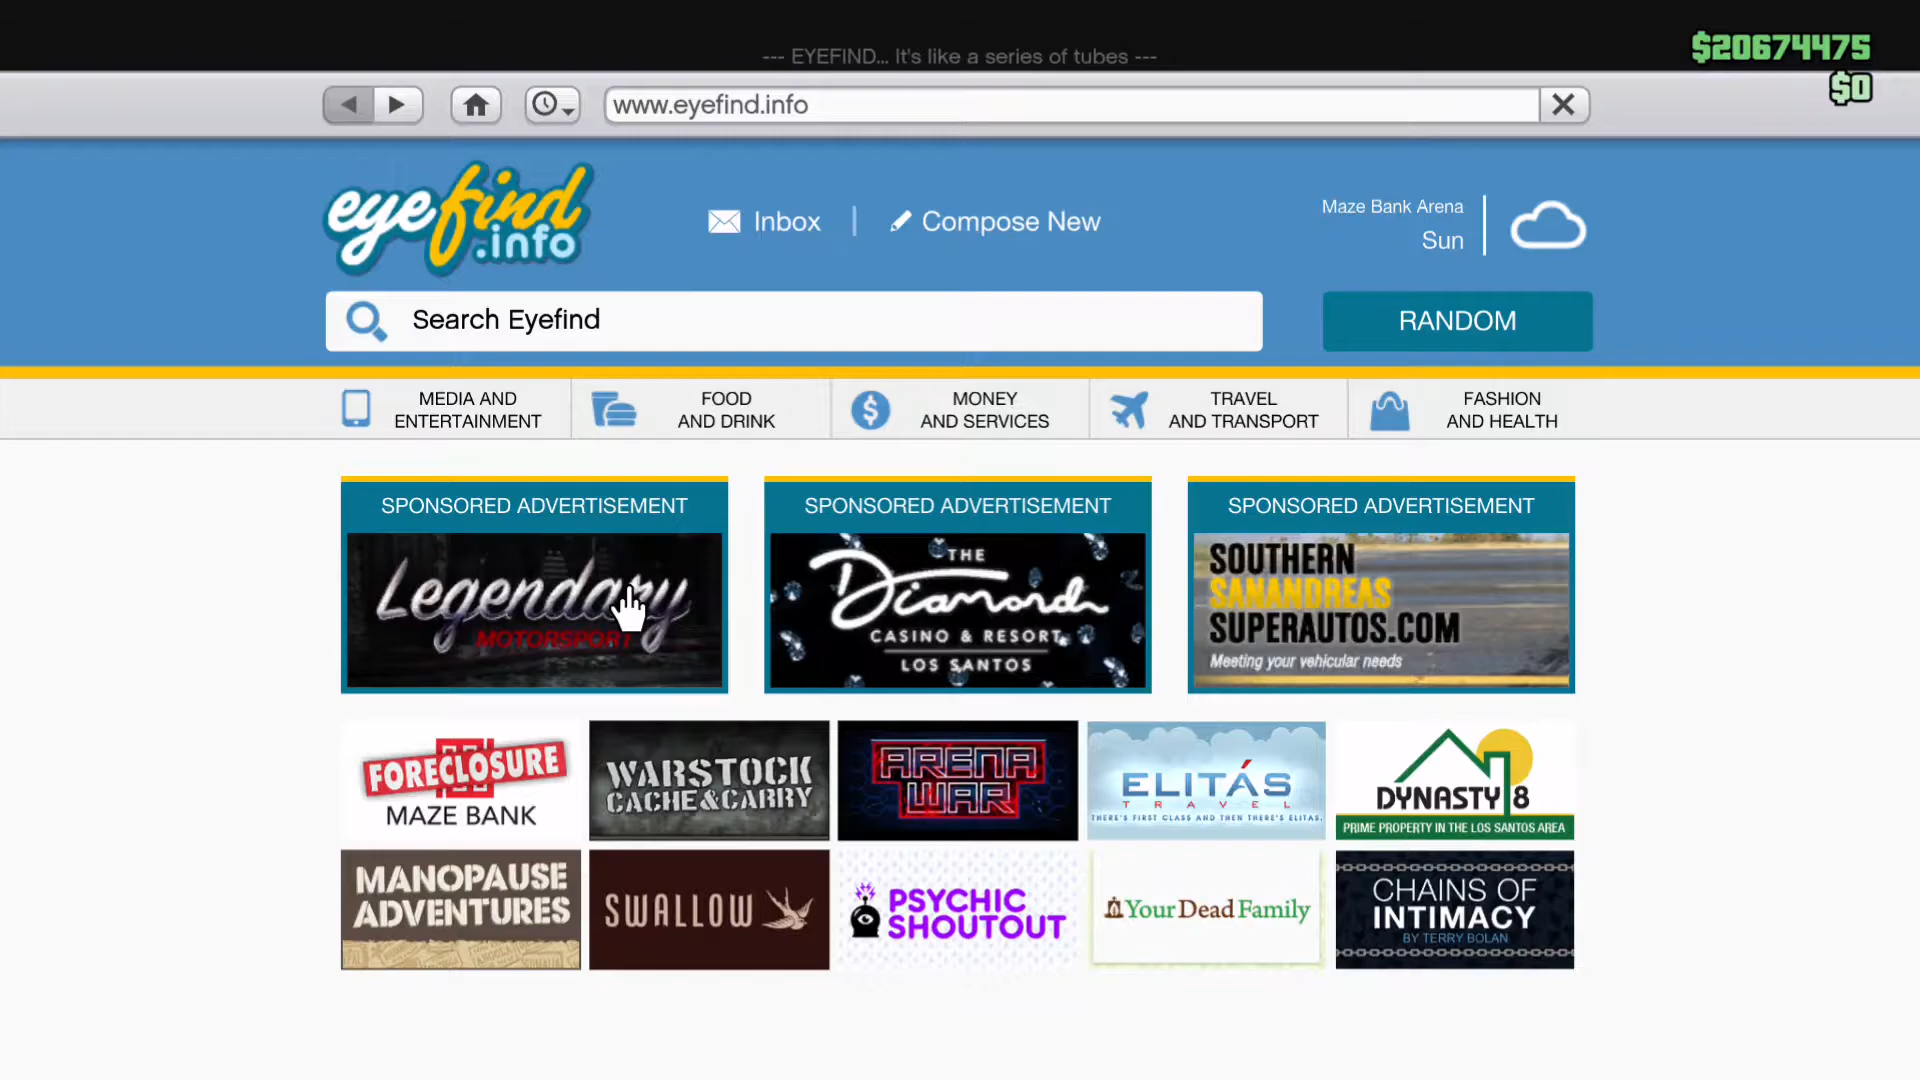 --- EYEFIND... It's like a series of tubes ---
$20674475
$0
www.eyefind.info
eyefind
.info
Inbox
Compose New
Maze Bank Arena
Sun
Search Eyefind
RANDOM
MEDIA AND
ENTERTAINMENT
FOOD
AND DRINK
MONEY
AND SERVICES
TRAVEL
AND TRANSPORT
FASHION
AND HEALTH
SPONSORED ADVERTISEMENT
Legendary
MOTORSPORT
SPONSORED ADVERTISEMENT
THE
Diamond
CASINO & RESORT
LOS SANTOS
SPONSORED ADVERTISEMENT
SOUTHERN
SANANDREAS
SUPERAUTOS.COM
Meeting your vehicular needs
FORECLOSURE
MAZE BANK
WARSTOCK
CACHE&CARRY
ARENA
WAR
ELITÁS
TRAVEL
THERE'S FIRST CLASS AND THEN THERE'S ELITAS.
DYNASTY 8
PRIME PROPERTY IN THE LOS SANTOS AREA
MANOPAUSE
ADVENTURES
SWALLOW
PSYCHIC
SHOUTOUT
YourDeadFamily
CHAINS OF
INTIMACY
BY TERRY BOLAN